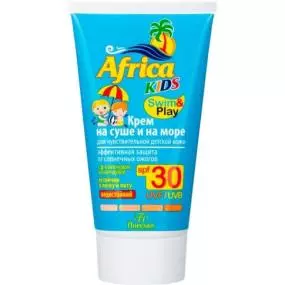 Africa
KIDS
Swim &
Play
Крем
на суше и на море
для чувствительной детской кожи
эффективная защита
от солнечных ожогов
spf 30
UVA/UVB
водостойкий
Флоресан